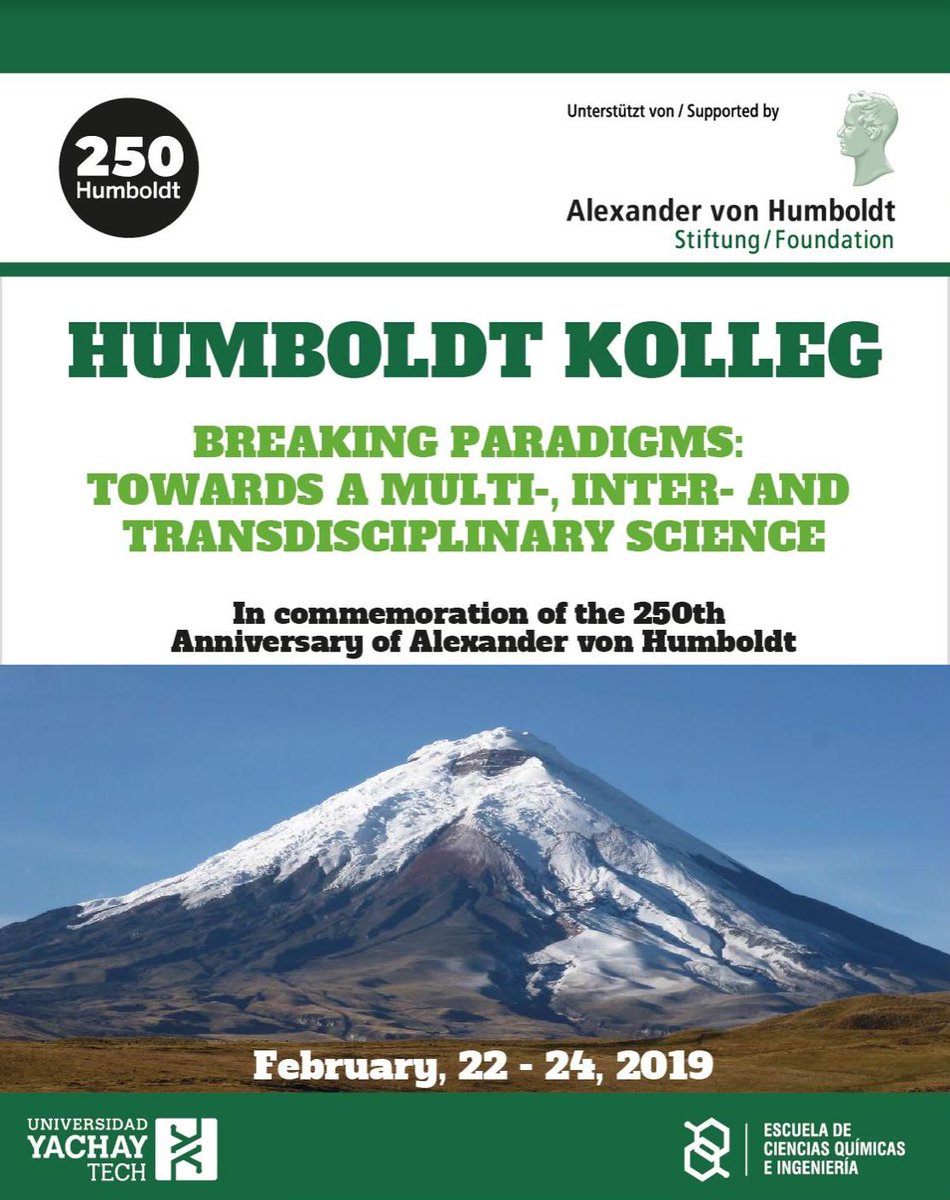 250
Humboldt
Unterstützt von / Supported by
Alexander von Humboldt
Stiftung / Foundation
HUMBOLDT KOLLEG
BREAKING PARADIGMS:
TOWARDS A MULTI-, INTER- AND
TRANSDISCIPLINARY SCIENCE
In commemoration of the 250th
Anniversary of Alexander von Humboldt
February, 22 - 24, 2019
UNIVERSIDAD
YACHAY
TECH
ESCUELA DE
CIENCIAS QUÍMICAS
E INGENIERÍA